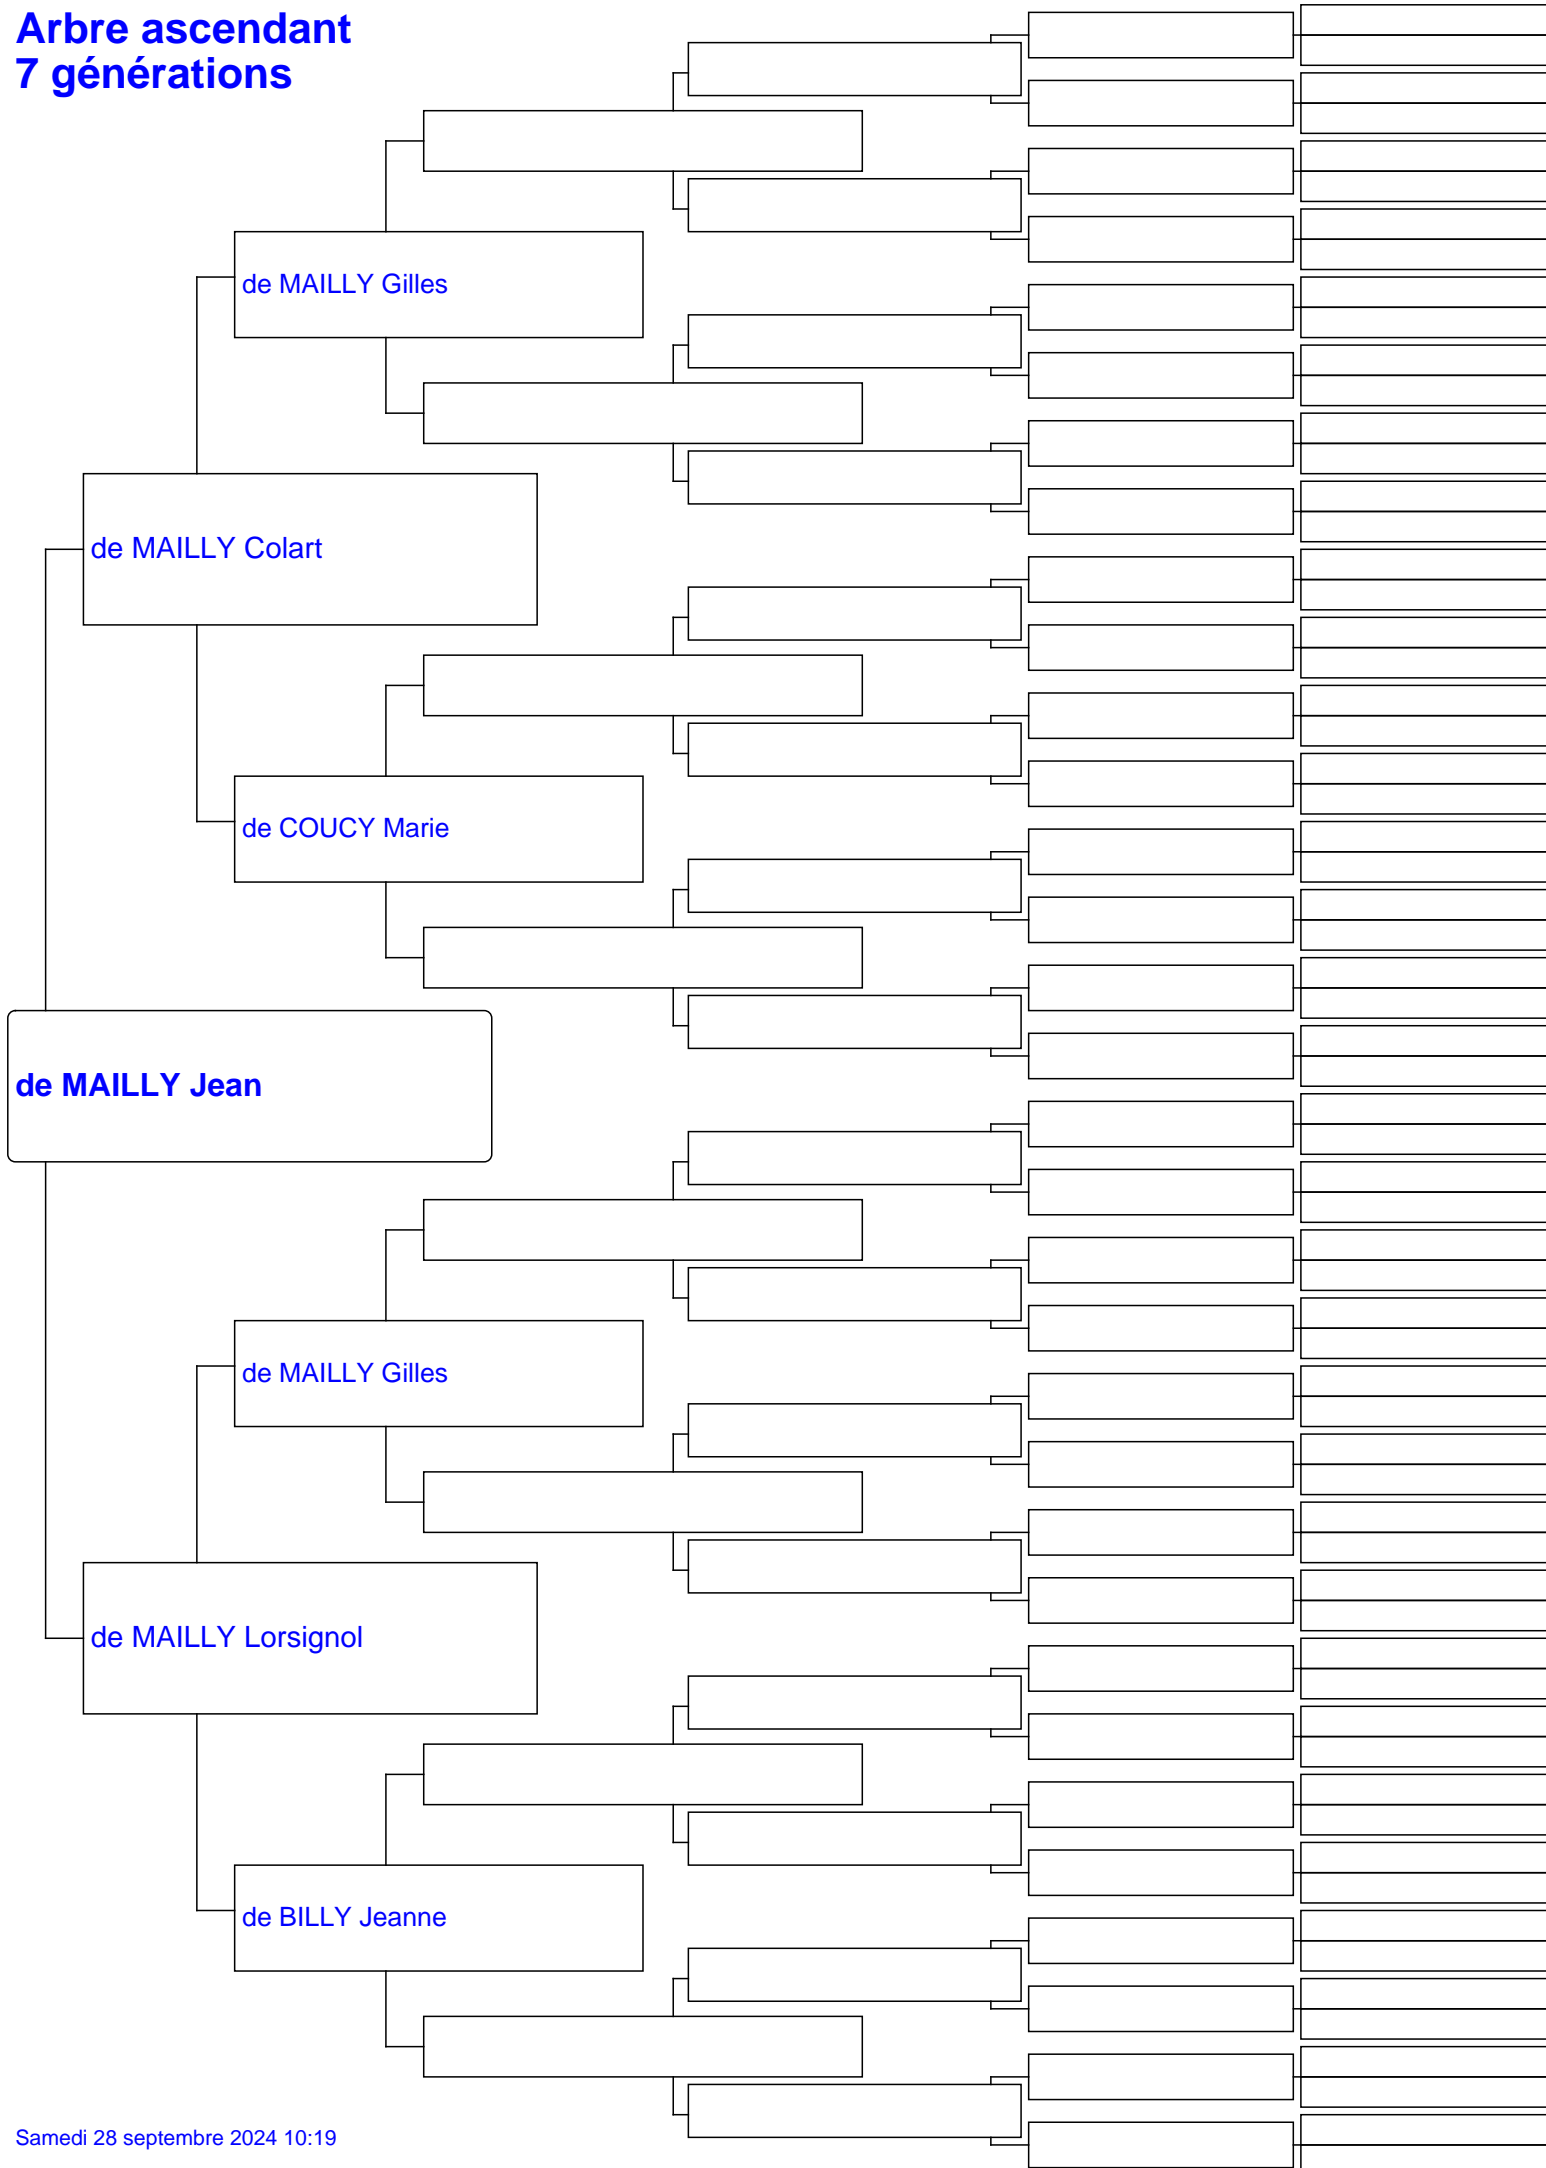 Arbre ascendant
7 générations
de MAILLY Gilles
de MAILLY Colart
de COUCY Marie
de MAILLY Jean
de MAILLY Gilles
de MAILLY Lorsignol
de BILLY Jeanne
Samedi 28 septembre 2024 10:19